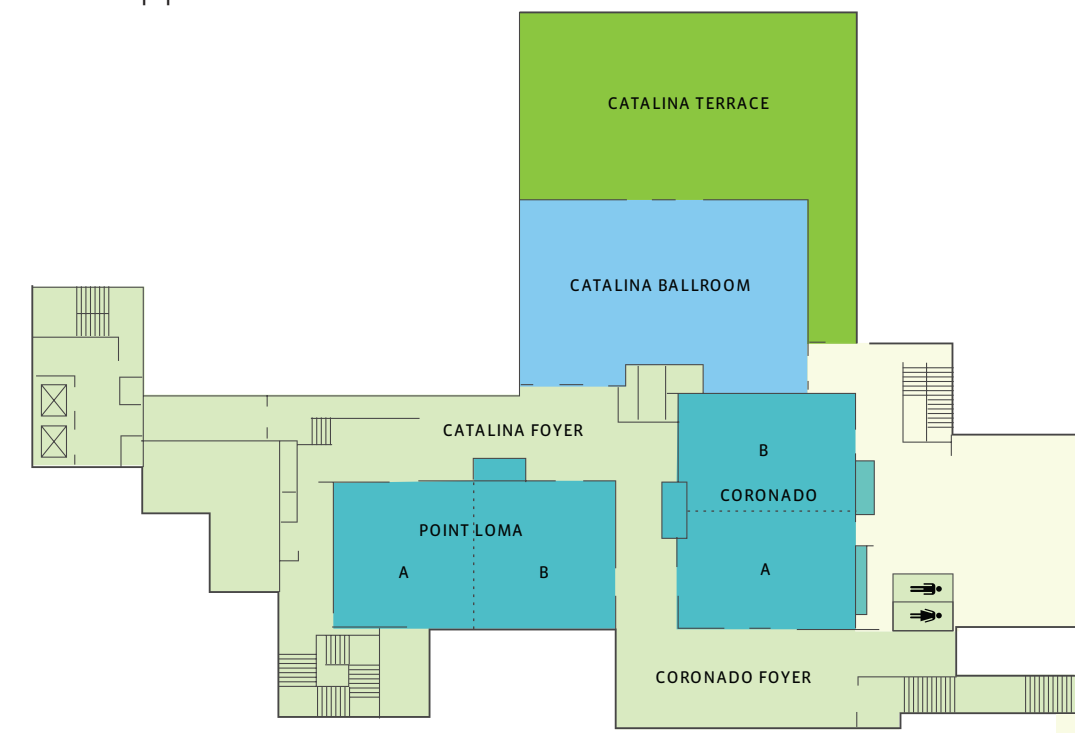 CATALINA TERRACE
CATALINA BALLROOM
CATALINA FOYER
B
CORONADO
POINT LOMA
A
B
A
CORONADO FOYER